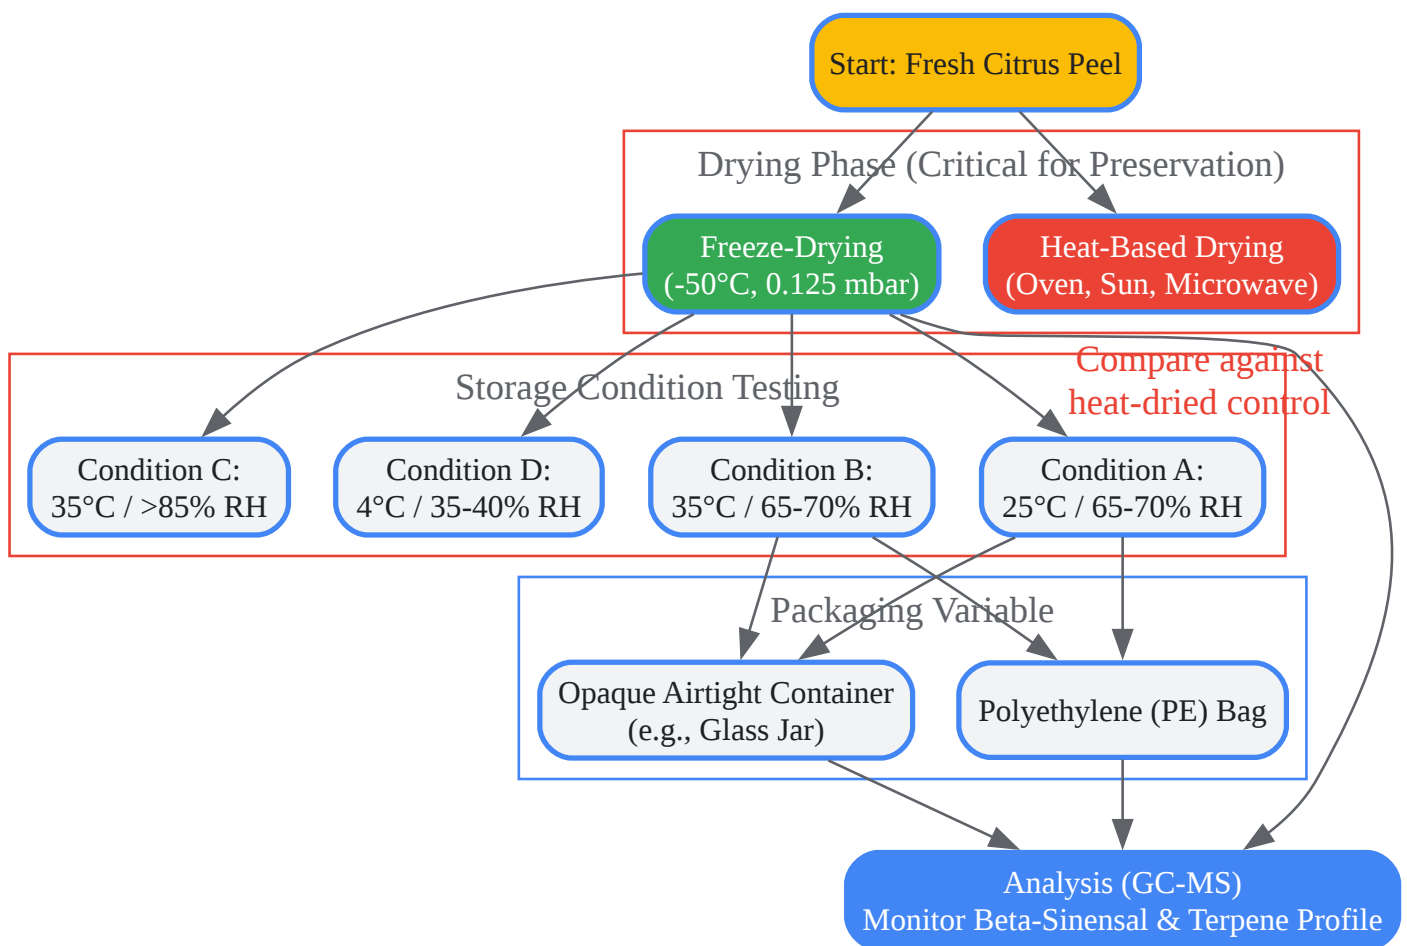 Start: Fresh Citrus Peel
Drying Phase (Critical for Preservation)
Freeze-Drying
(-50°C, 0.125 mbar)
Heat-Based Drying
(Oven, Sun, Microwave)
Compare against
heat-dried control
Storage Condition Testing
Condition C:
35°C / >85% RH
Condition D:
4°C / 35-40% RH
Condition B:
35°C / 65-70% RH
Condition A:
25°C / 65-70% RH
Packaging Variable
Opaque Airtight Container
(e.g., Glass Jar)
Polyethylene (PE) Bag
Analysis (GC-MS)
Monitor Beta-Sinensal & Terpene Profile